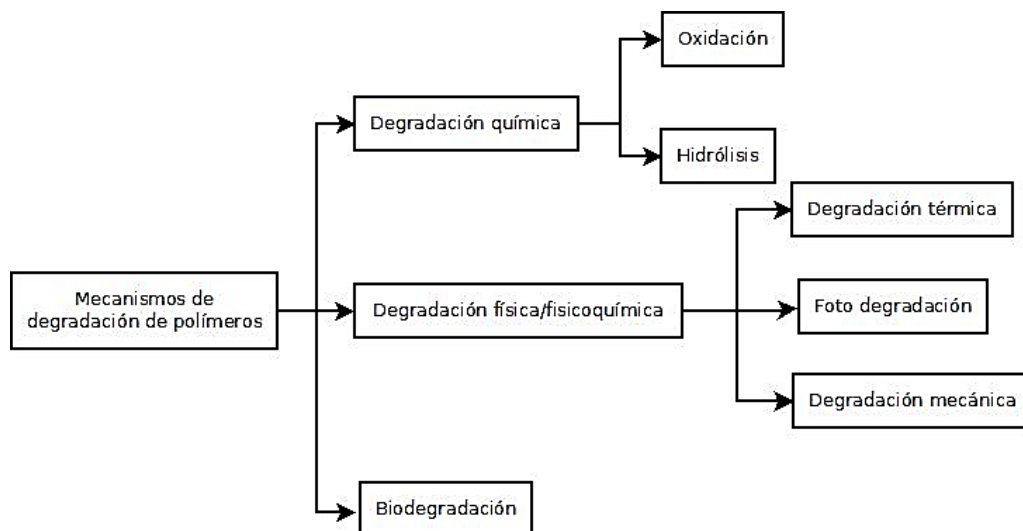 Oxidación
Degradación química
Hidrólisis
Degradación térmica
Mecanismos de
degradación de polímeros
Degradación física/fisicoquímica
Foto degradación
Degradación mecánica
Biodegradación